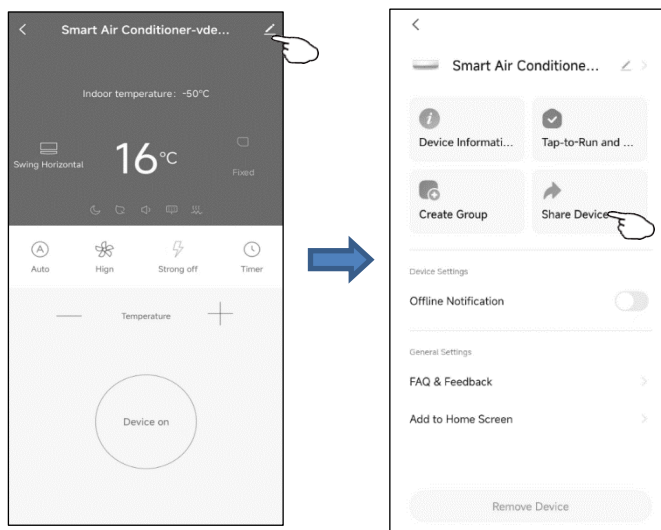 Smart Air Conditioner-vde...
Indoor temperature: -50°C
Swing Horizontal
16°C
Fixed
Auto
Hign
Strong off
Timer
Temperature
Device on
Smart Air Conditione...
Device Informati...
Tap-to-Run and ...
Create Group
Share Device
Device Settings
Offline Notification
General Settings
FAQ & Feedback
Add to Home Screen
Remove Device